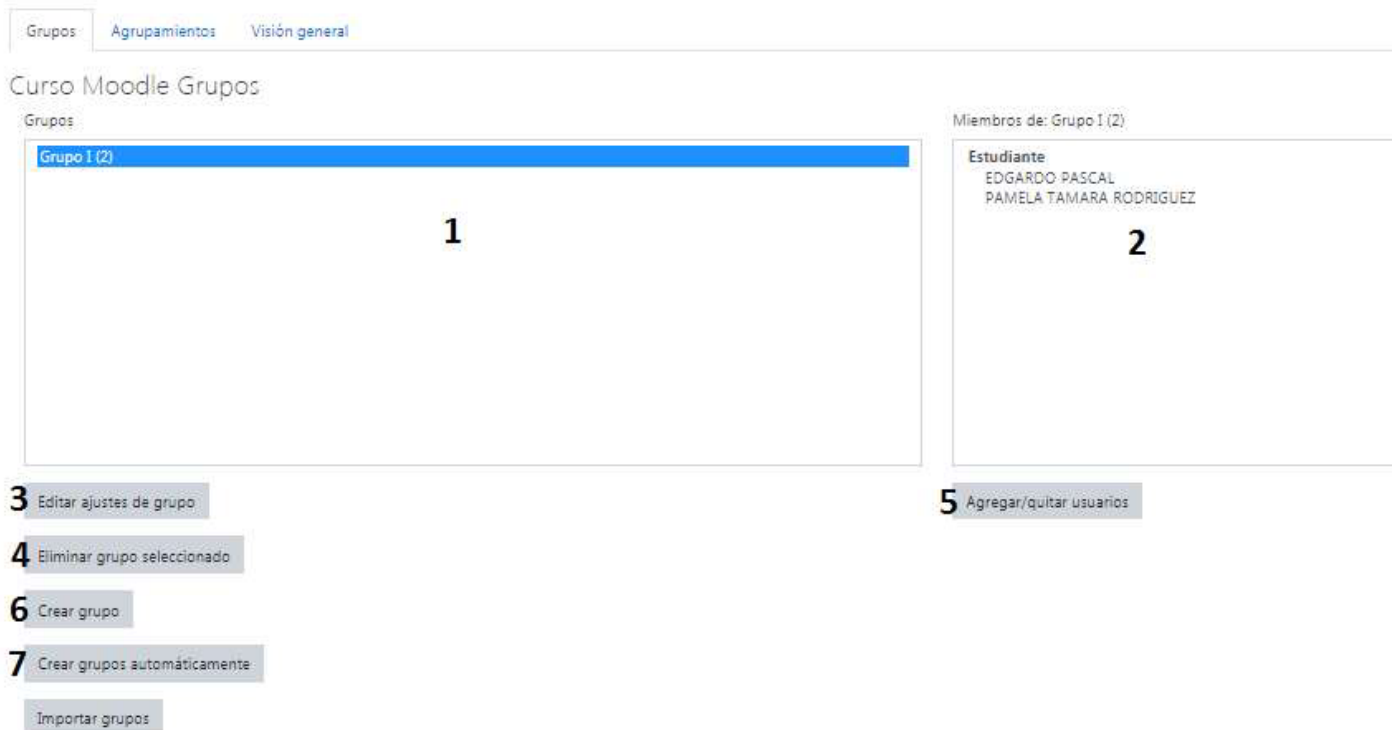 Grupos Agrupamientos Visión general
Curso Moodle Grupos
Grupos
Grupo I (2)
1
Miembros de: Grupo I (2)
Estudiante
EDGARDO PASCAL
PAMELA TAMARA RODRIGUEZ
2
3 Editar ajustes de grupo
5 Agregar/quitar usuarios
4 Eliminar grupo seleccionado
6 Crear grupo
7 Crear grupos automáticamente
Importar grupos